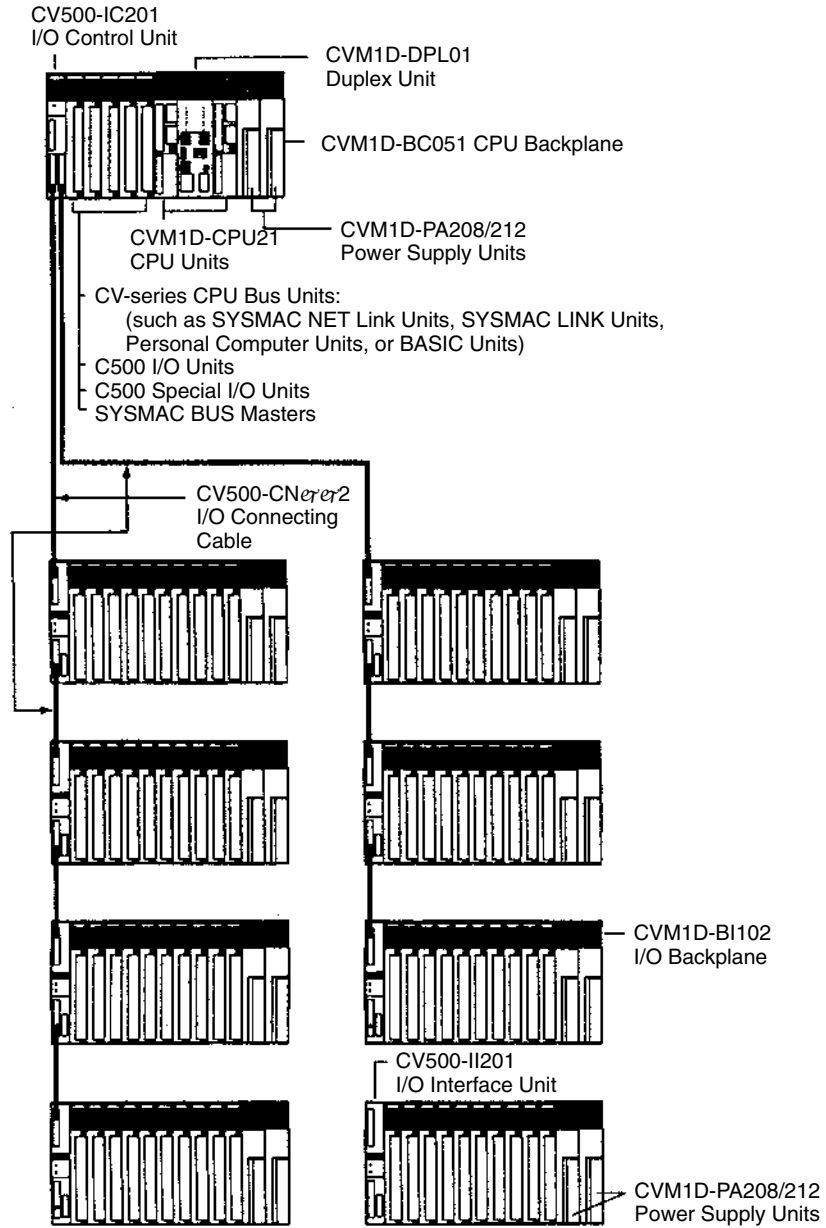 CV500-IC201
I/O Control Unit
CVM1D-DPL01
Duplex Unit
CVM1D-BC051 CPU Backplane
CVM1D-CPU21
CPU Units
CVM1D-PA208/212
Power Supply Units
CV-series CPU Bus Units:
(such as SYSMAC NET Link Units, SYSMAC LINK Units,
Personal Computer Units, or BASIC Units)
C500 I/O Units
C500 Special I/O Units
SYSMAC BUS Masters
CV500-CNererer2
I/O Connecting
Cable
CVM1D-BI102
I/O Backplane
CV500-II201
I/O Interface Unit
CVM1D-PA208/212
Power Supply Units